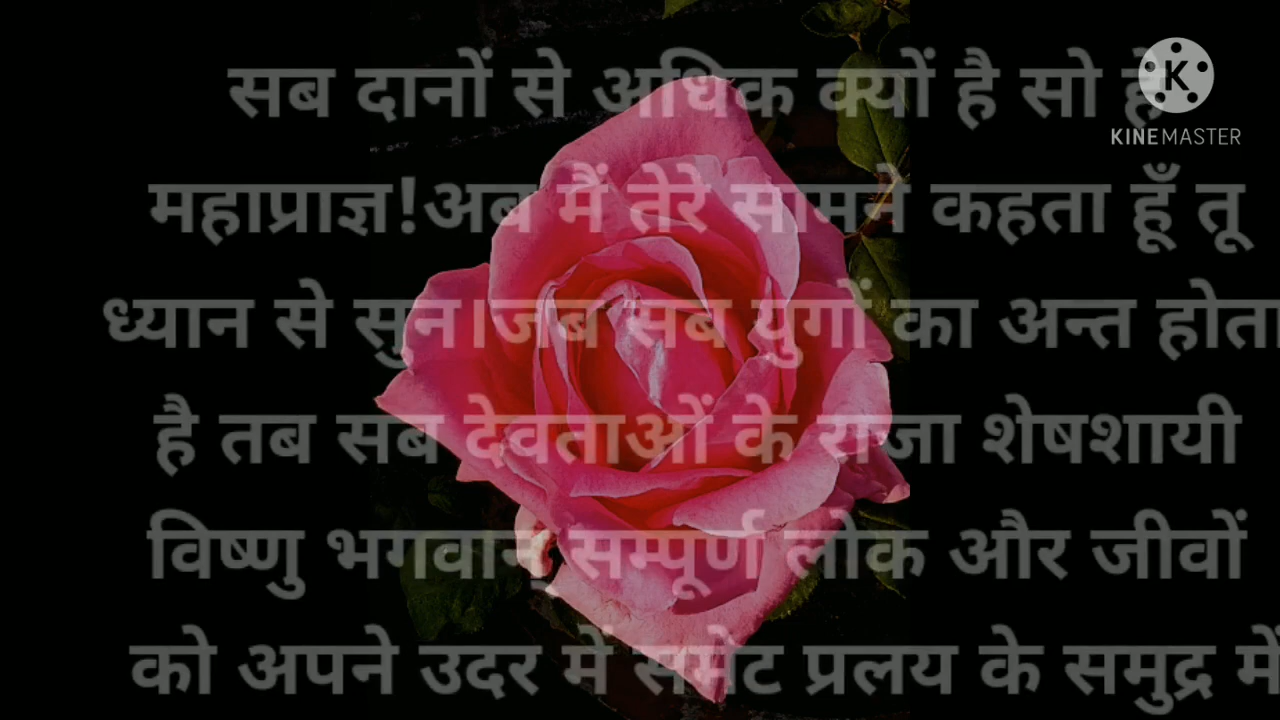 सब दानों से अधिक क्यों है सो हे
महाप्राज्ञ!अब मैं तेरे सामने कहता हूँ तू
ध्यान से सुन।जब सब युगों का अन्त होता
है तब सब देवताओं के राजा शेषशायी
विष्णु भगवान सम्पूर्ण लोक और जीवों
को अपने उदर में समेट प्रलय के समुद्र में
KINEMASTER